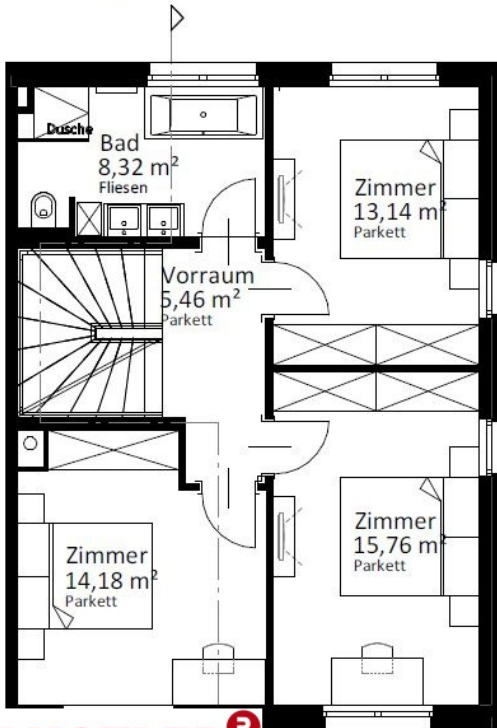 Dusche
Bad
8,32 m²
Fliesen
Zimmer
13,14 m²
Parkett
Vorraum
5,46 m²
Parkett
Zimmer
15,76 m²
Parkett
Zimmer
14,18 m²
Parkett